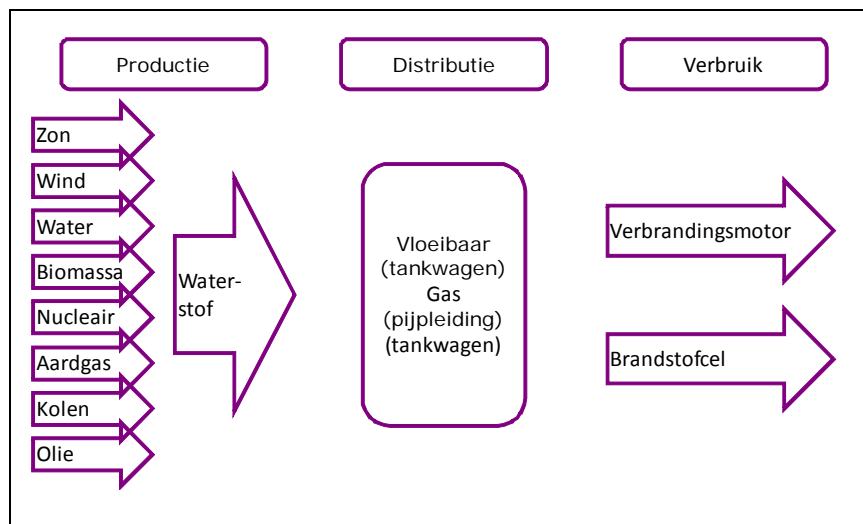 Productie
Distributie
Verbruik
Zon
Wind
Water
Biomassa
Nucleair
Aardgas
Kolen
Olie
Water-
stof
Vloeibaar
(tankwagen)
Gas
(pijpleiding)
(tankwagen)
Verbrandingsmotor
Brandstofcel